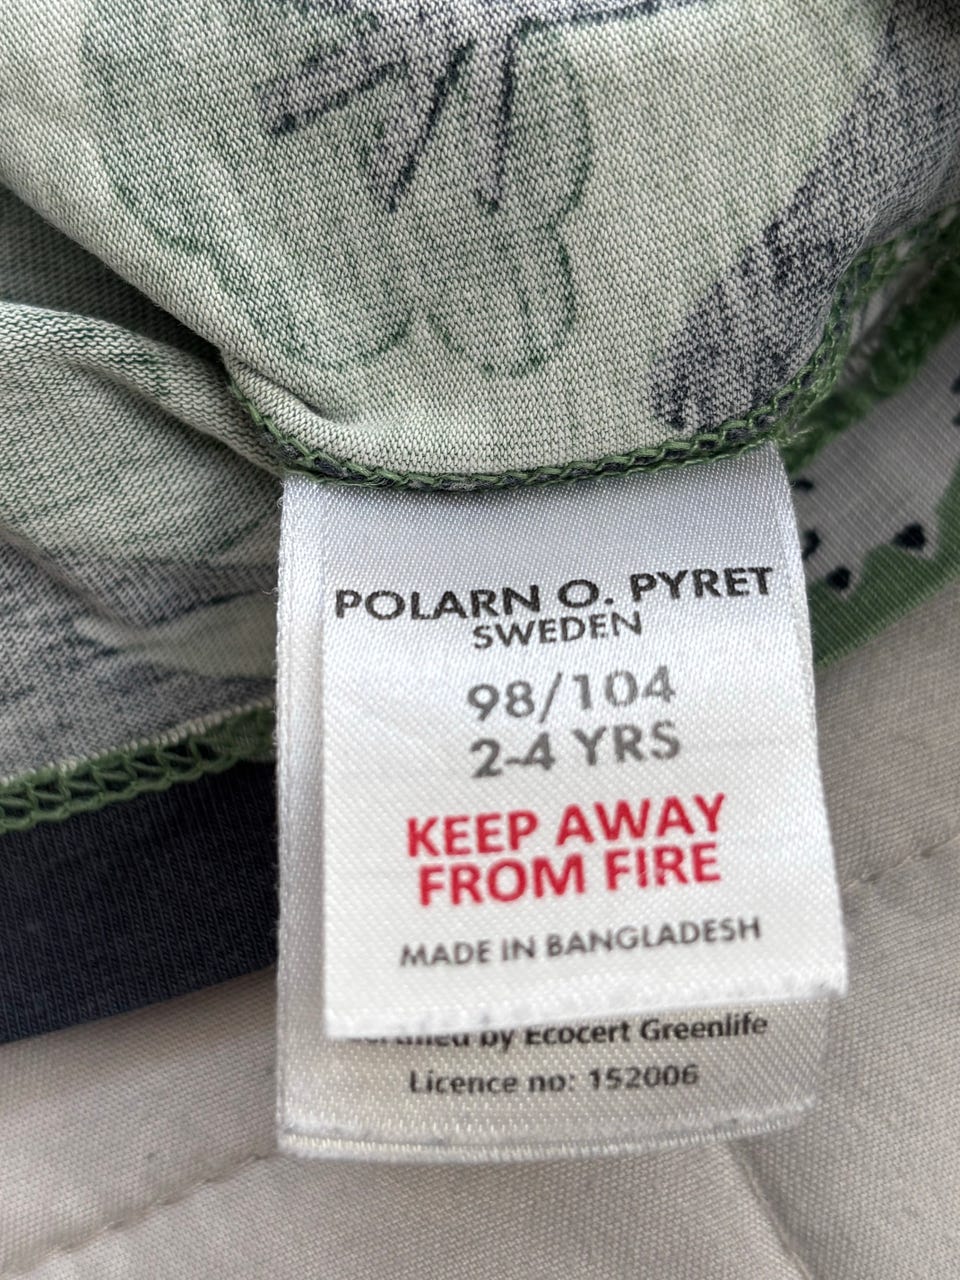 POLARN O. PYRET
SWEDEN
98/104
2-4 YRS
KEEP AWAY
FROM FIRE
MADE IN BANGLADESH
by Ecocert Greenlife
Licence no: 152006